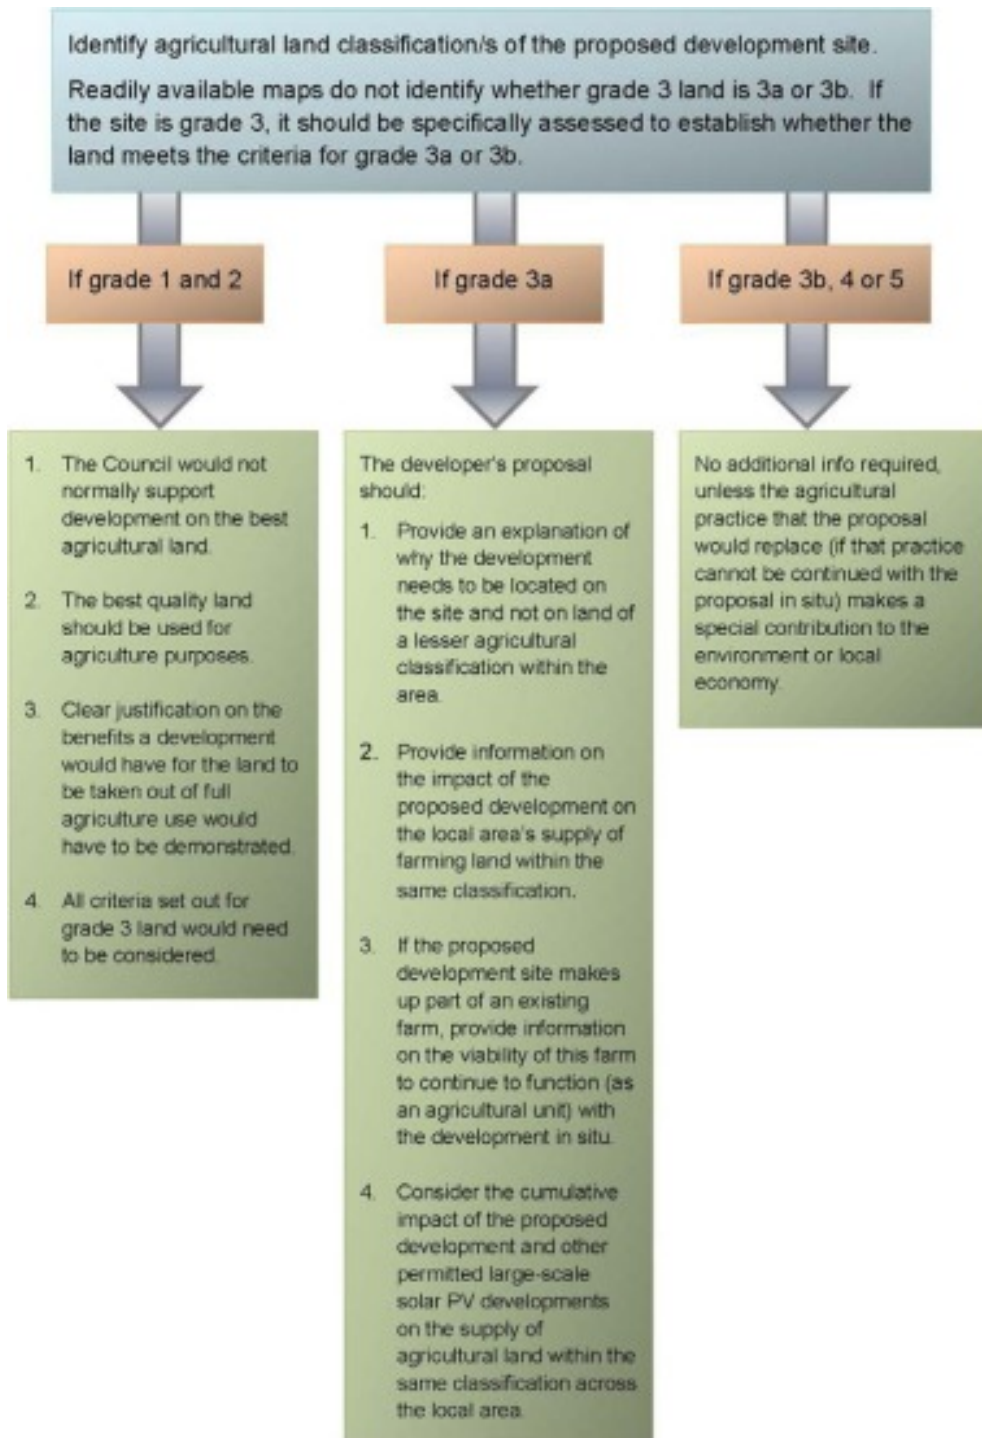 Identify agricultural land classification/s of the proposed development site.
Readily available maps do not identify whether grade 3 land is 3a or 3b. If
the site is grade 3, it should be specifically assessed to establish whether the
land meets the criteria for grade 3a or 3b.
If grade 1 and 2
If grade 3a
If grade 3b, 4 or 5
1. The Council would not
normally support
development on the best
agricultural land.
2. The best quality land
should be used for
agriculture purposes.
3. Clear justification on the
benefits a development
would have for the land to
be taken out of full
agriculture use would
have to be demonstrated.
4. All criteria set out for
grade 3 land would need
to be considered.
The developer's proposal
should:
1. Provide an explanation of
why the development
needs to be located on
the site and not on land of
a lesser agricultural
classification within the
area.
2. Provide information on
the impact of the
proposed development on
the local area's supply of
farming land within the
same classification.
3. If the proposed
development site makes
up part of an existing
farm, provide information
on the viability of this farm
to continue to function (as
an agricultural unit) with
the development in situ.
4. Consider the cumulative
impact of the proposed
development and other
permitted large-scale
solar PV developments
on the supply of
agricultural land within the
same classification across
the local area.
No additional info required,
unless the agricultural
practice that the proposal
would replace (if that practice
cannot be continued with the
proposal in situ) makes a
special contribution to the
environment or local
economy.